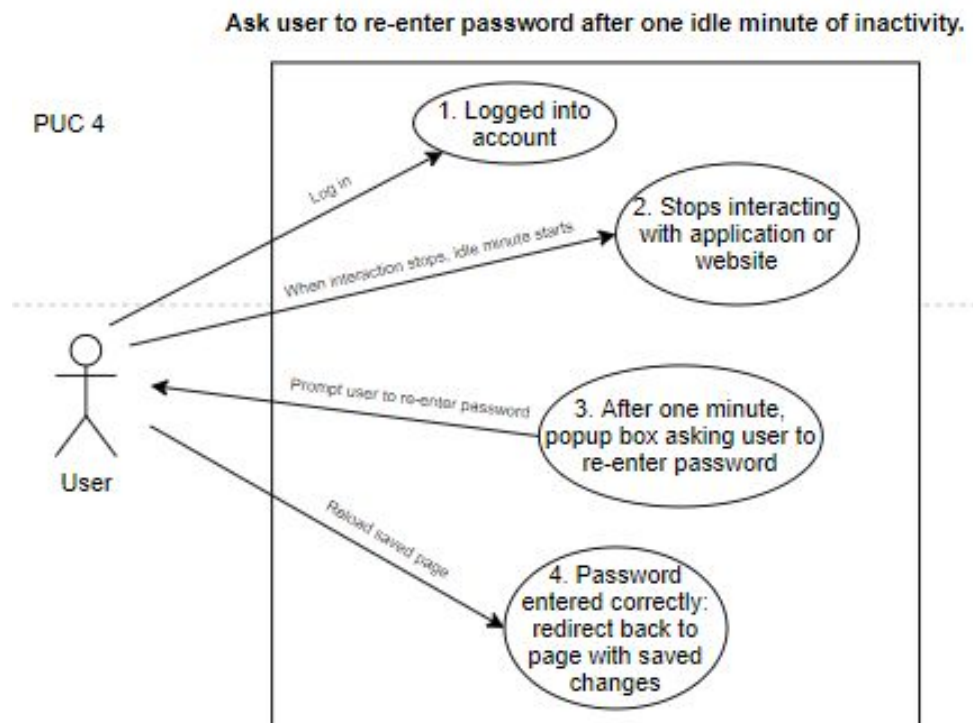 Ask user to re-enter password after one idle minute of inactivity.
PUC 4
1. Logged into
account
Log in
2. Stops interacting
with application or
website
When interaction stops, idle minute starts
Prompt user to re-enter password
3. After one minute,
popup box asking user to
re-enter password
User
Reload saved page
4. Password
entered correctly:
redirect back to
page with saved
changes